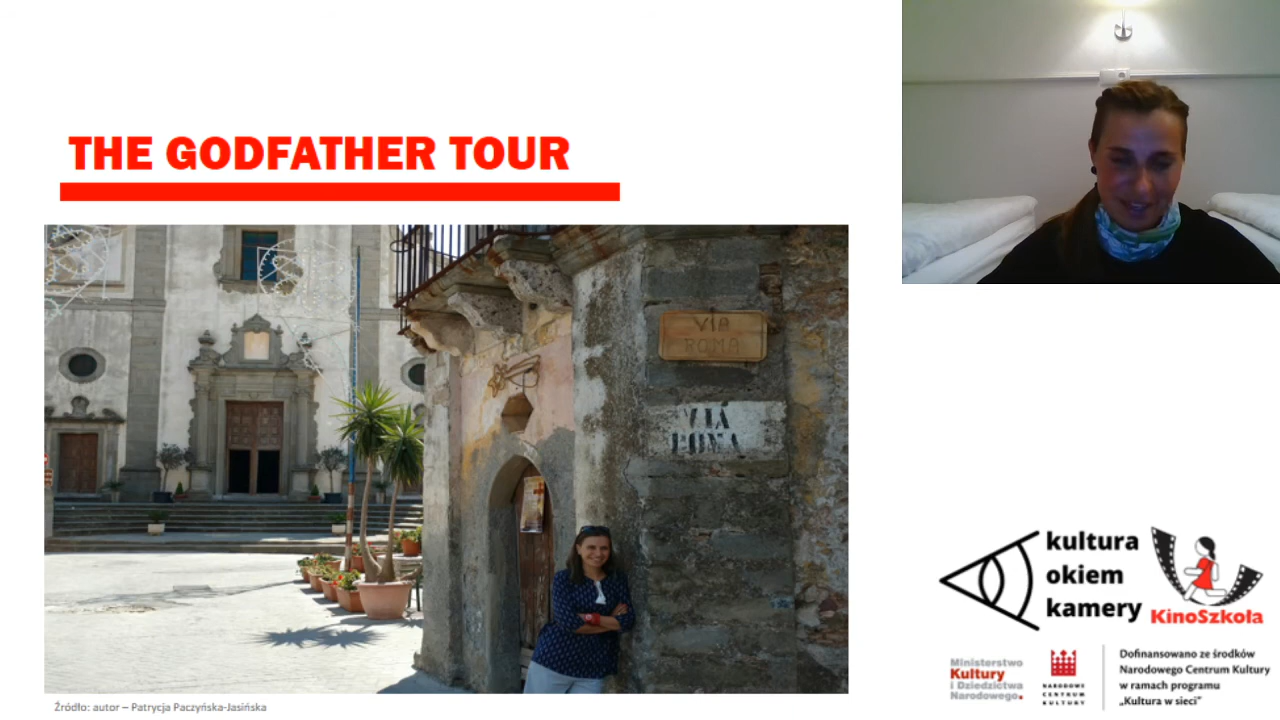 THE GODFATHER TOUR
VIA
ROMA
VIA
ROMA
Źródło: autor – Patrycja Paczyńska-Jasińska
kultura
okiem
kamery
KinoSzkoła
Ministerstwo
Kultury
i Dziedzictwa
Narodowego.
NARODOWE
CENTRUM
KULTURY
Dofinansowano ze środków
Narodowego Centrum Kultury
w ramach programu
„Kultura w sieci”